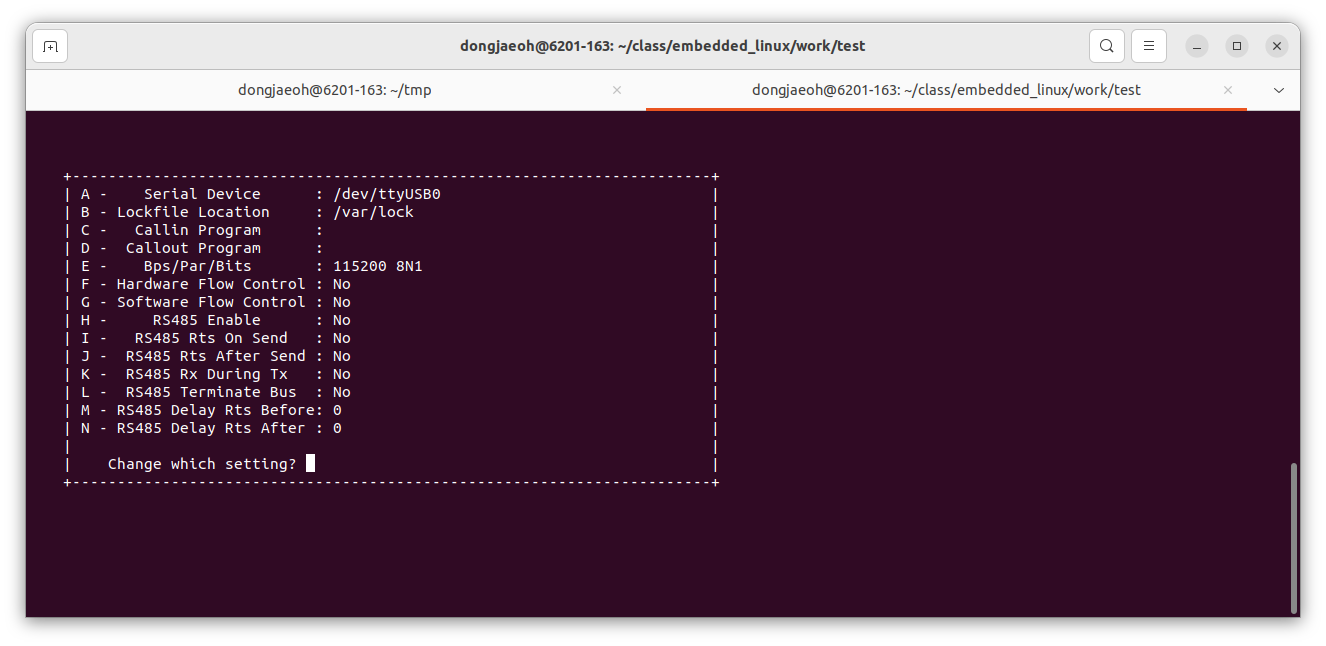 dongjaeoh@6201-163: ~/class/embedded_linux/work/test
dongjaeoh@6201-163: ~/tmp
dongjaeoh@6201-163: ~/class/embedded_linux/work/test
+-----------------------------------------------------------------------+
| A -    Serial Device      : /dev/ttyUSB0                              |
| B - Lockfile Location     : /var/lock                                 |
| C -   Callin Program      :                                           |
| D -  Callout Program      :                                           |
| E -    Bps/Par/Bits       : 115200 8N1                                |
| F - Hardware Flow Control : No                                        |
| G - Software Flow Control : No                                        |
| H -     RS485 Enable      : No                                        |
| I -   RS485 Rts On Send   : No                                        |
| J -  RS485 Rts After Send : No                                        |
| K -  RS485 Rx During Tx   : No                                        |
| L -  RS485 Terminate Bus  : No                                        |
| M - RS485 Delay Rts Before: 0                                         |
| N - RS485 Delay Rts After : 0                                         |
|                                                                       |
|    Change which setting?                                              |
+-----------------------------------------------------------------------+